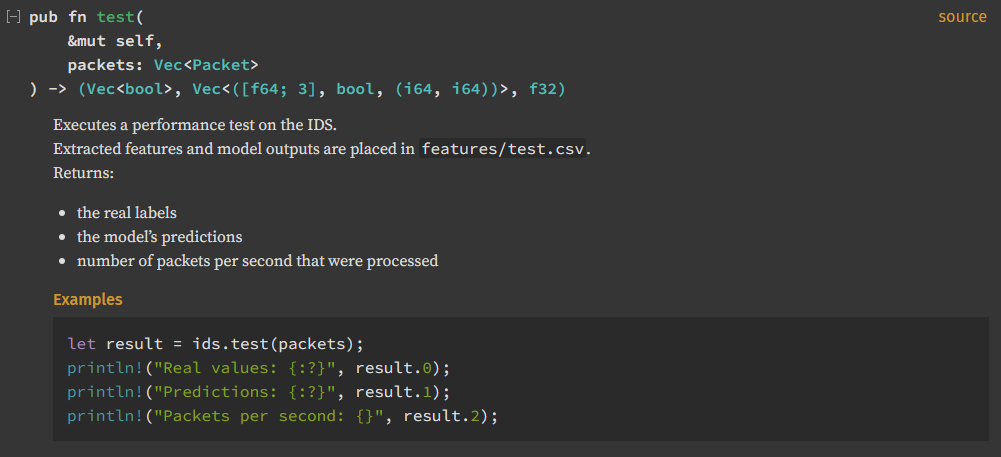 [−] pub fn test( source
&mut self,
packets: Vec<Packet>
) -> (Vec<bool>, Vec<([f64; 3], bool, (i64, i64))>, f32)
Executes a performance test on the IDS.
Extracted features and model outputs are placed in features/test.csv.
Returns:
• the real labels
• the model’s predictions
• number of packets per second that were processed
Examples
let result = ids.test(packets);
println!("Real values: {:?}", result.0);
println!("Predictions: {:?}", result.1);
println!("Packets per second: {}", result.2);